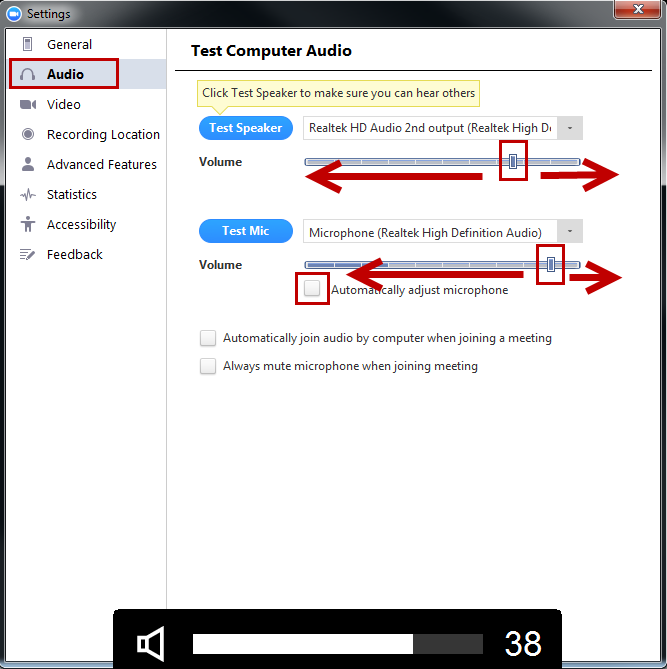 Settings
General
Audio
Video
Recording Location
Advanced Features
Statistics
Accessibility
Feedback
Test Computer Audio
Click Test Speaker to make sure you can hear others
Test Speaker
Realtek HD Audio 2nd output (Realtek High De
Volume
Test Mic
Microphone (Realtek High Definition Audio)
Volume
Automatically adjust microphone
Automatically join audio by computer when joining a meeting
Always mute microphone when joining meeting
38